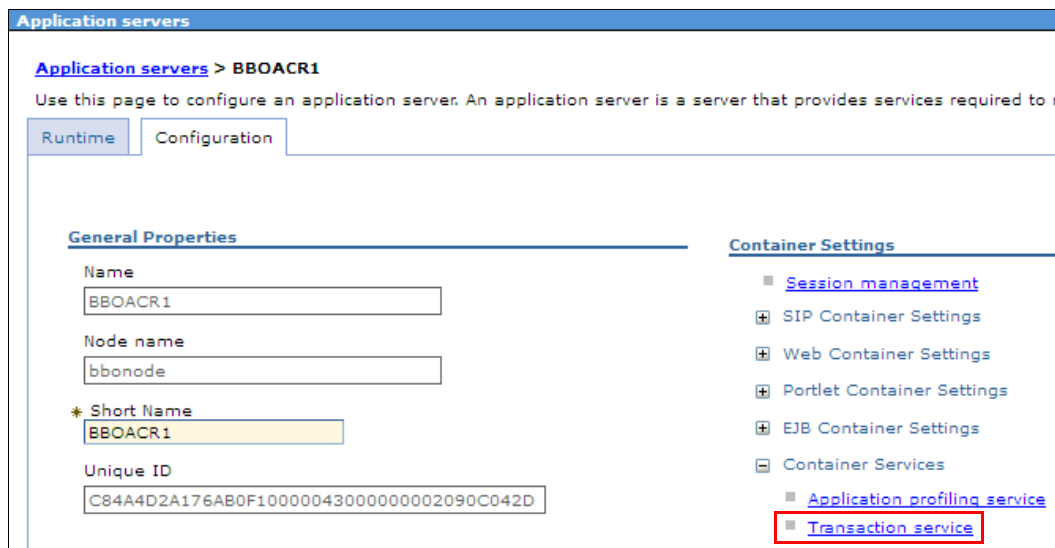 Application servers
Application servers > BBOACR1
Use this page to configure an application server. An application server is a server that provides services required to
Runtime
Configuration
General Properties
Name
BBOACR1
Node name
bbonode
Short Name
BBOACR1
Unique ID
C84A4D2A176AB0F10000043000000002090C042D
Container Settings
Session management
SIP Container Settings
Web Container Settings
Portlet Container Settings
EJB Container Settings
Container Services
Application profiling service
Transaction service